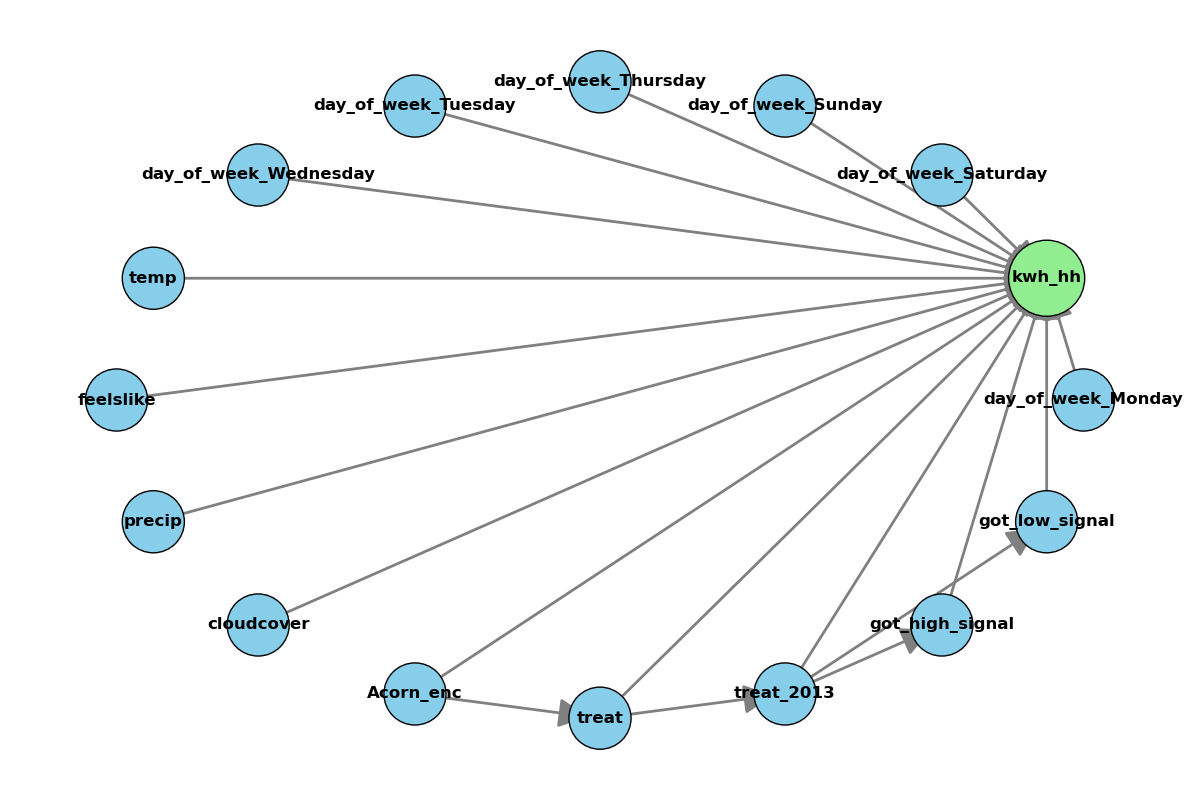 day_of_week_Thursday
day_of_week_Tuesday
day_of_week_Sunday
day_of_week_Wednesday
day_of_week_Saturday
temp
kwh_hh
feelslike
day_of_week_Monday
precip
got_low_signal
cloudcover
got_high_signal
Acorn_enc
treat_2013
treat